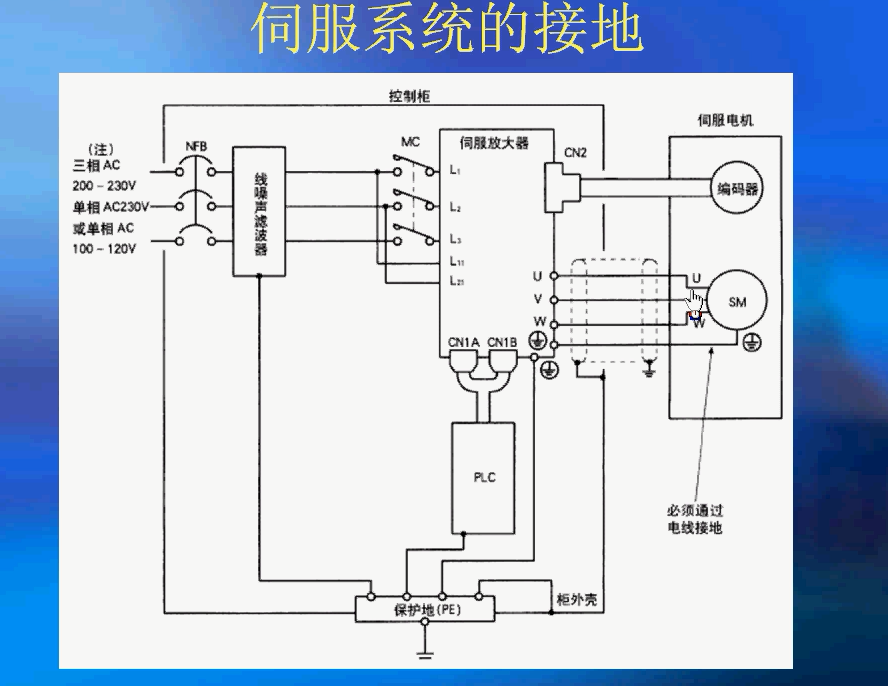 伺服系统的接地
控制柜
伺服电机
(注)
三相 AC
200-230V
单相 AC230V
或单相 AC
100-120V
NFB
线噪声滤波器
MC
伺服放大器
L1
L2
L3
L11
L21
CN2
编码器
U
V
W
U
W
SM
CN1A
CN1B
PLC
必须通过
电线接地
柜外壳
保护地(PE)